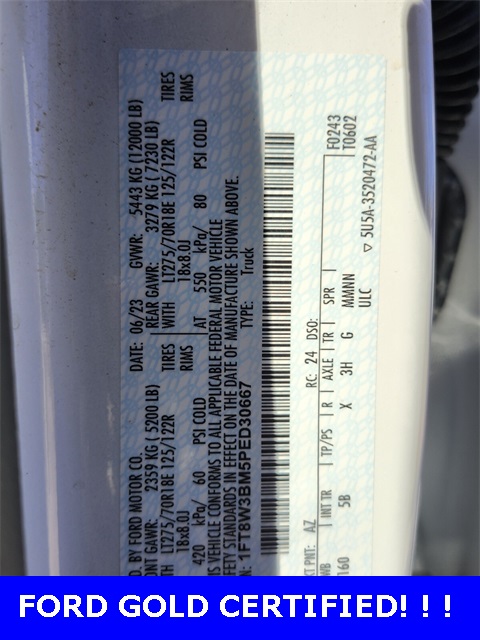 D. BY FORD MOTOR CO.
DATE: 06/23 GVWR: 5443 KG (12000 LB)
ONT GAWR: 2359 KG ( 5200 LB) REAR GAWR: 3279 KG ( 7230 LB)
WITH LT275/70R18E 125/122R TIRES WITH LT275/70R18E 125/122R TIRES
18x8.0J RIMS 18x8.0J RIMS
420 kPa/ 60 PSI COLD AT 550 kPa/ 80 PSI COLD
VEHICLE CONFORMS TO ALL APPLICABLE FEDERAL MOTOR VEHICLE
FETY STANDARDS IN EFFECT ON THE DATE OF MANUFACTURE SHOWN ABOVE.
1FT8W3BM5PED30667 TYPE: Truck
F0243
T0602
RC: 24 DSO:
KT PNT: AZ
WB INT TR TP/PS R AXLE TR SPR
160 5B X 3H G MMNN
ULC
▽ 5U5A-3520472-AA
FORD GOLD CERTIFIED! ! !